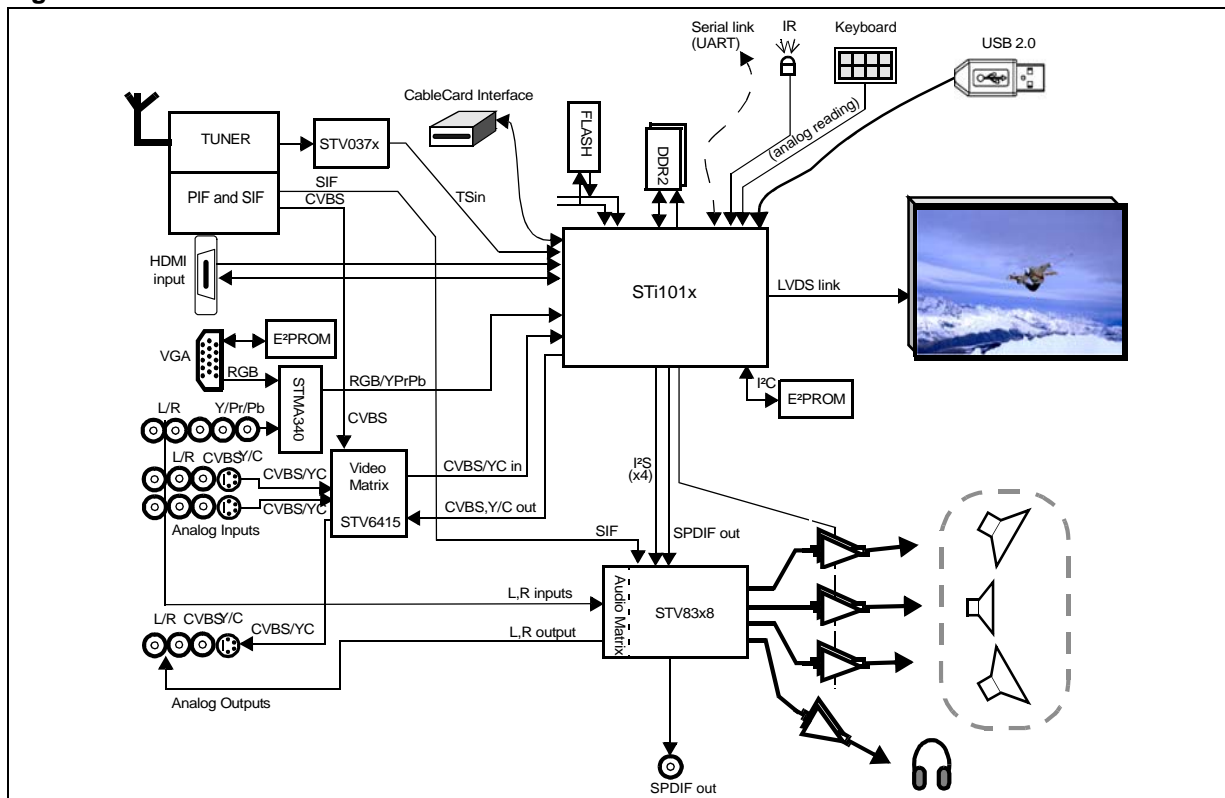 Serial link
(UART)
IR
Keyboard
USB 2.0
CableCard Interface
FLASH
DDR2
(analog reading)
TUNER
STV037x
PIF and SIF
SIF
CVBS
TSin
HDMI
input
STi101x
LVDS link
VGA
E²PROM
RGB
STMA340
RGB/YPrPb
I²C
E²PROM
L/R
Y/Pr/Pb
CVBS
L/R
CVBS
Y/C
CVBS/YC
Video
Matrix
STV6415
CVBS/YC in
I²S
(x4)
CVBS/YC
Analog Inputs
CVBS,Y/C out
SIF
SPDIF out
L,R inputs
Audio Matrix
STV83x8
L/R
CVBS
Y/C
CVBS/YC
L,R output
Analog Outputs
SPDIF out